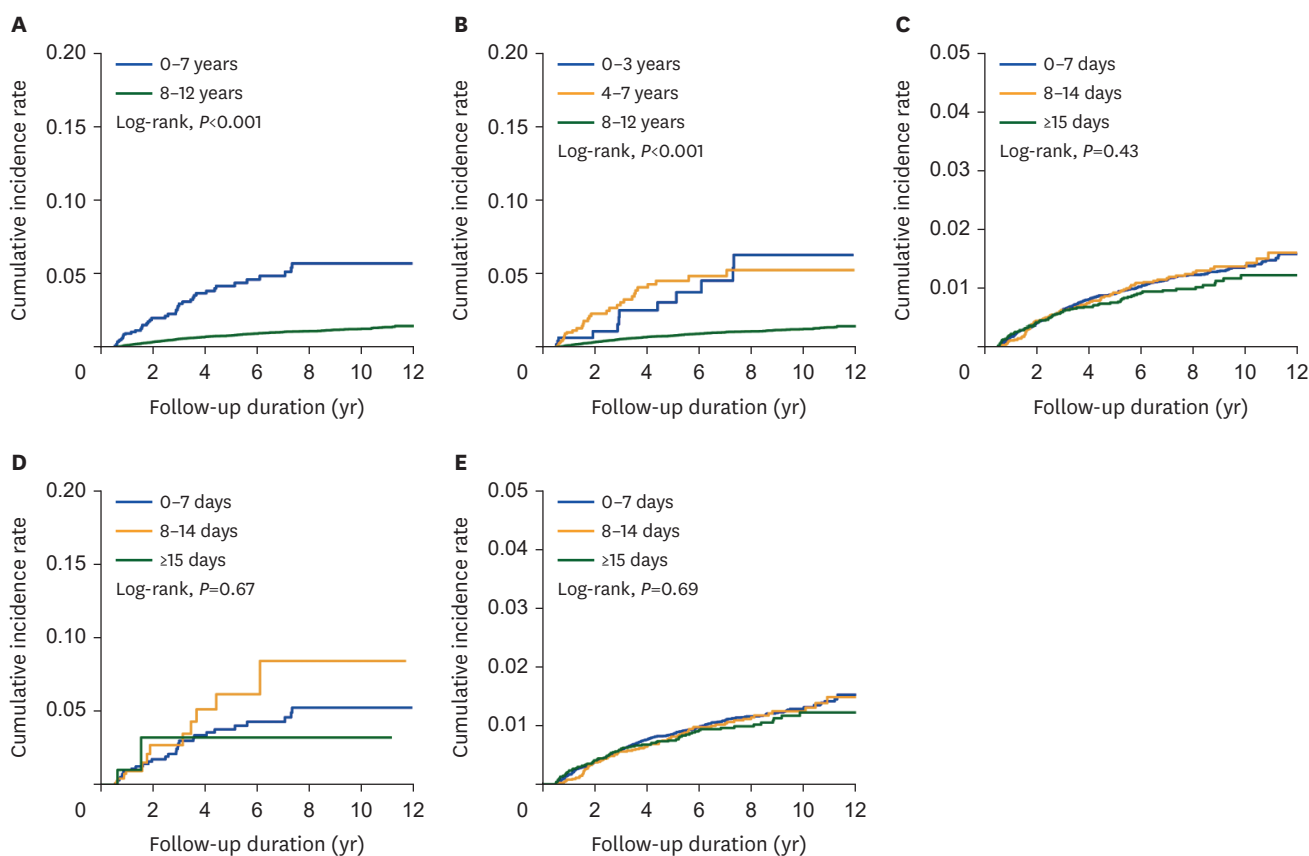 A
Cumulative incidence rate
0.20
0.15
0.10
0.05
0
2
4
6
8
10
12
0–7 years
8–12 years
Log-rank, P<0.001
Follow-up duration (yr)
B
Cumulative incidence rate
0.20
0.15
0.10
0.05
0
2
4
6
8
10
12
0–3 years
4–7 years
8–12 years
Log-rank, P<0.001
Follow-up duration (yr)
C
Cumulative incidence rate
0.05
0.04
0.03
0.02
0.01
0
2
4
6
8
10
12
0–7 days
8–14 days
≥15 days
Log-rank, P=0.43
Follow-up duration (yr)
D
Cumulative incidence rate
0.20
0.15
0.10
0.05
0
2
4
6
8
10
12
0–7 days
8–14 days
≥15 days
Log-rank, P=0.67
Follow-up duration (yr)
E
Cumulative incidence rate
0.05
0.04
0.03
0.02
0.01
0
2
4
6
8
10
12
0–7 days
8–14 days
≥15 days
Log-rank, P=0.69
Follow-up duration (yr)